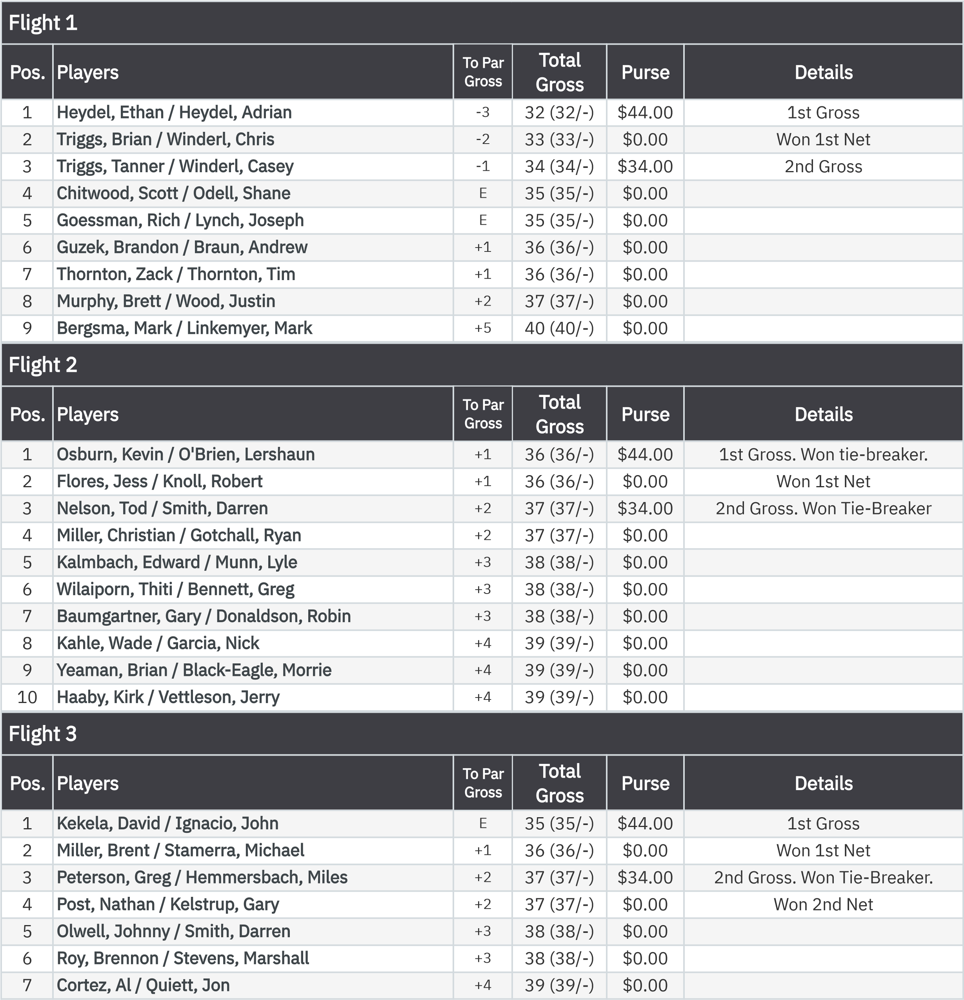 Flight 1
Pos. Players To Par Gross Total Gross Purse Details
1 Heydel, Ethan / Heydel, Adrian -3 32 (32/-) $44.00 1st Gross
2 Triggs, Brian / Winderl, Chris -2 33 (33/-) $0.00 Won 1st Net
3 Triggs, Tanner / Winderl, Casey -1 34 (34/-) $34.00 2nd Gross
4 Chitwood, Scott / Odell, Shane E 35 (35/-) $0.00
5 Goessman, Rich / Lynch, Joseph E 35 (35/-) $0.00
6 Guzek, Brandon / Braun, Andrew +1 36 (36/-) $0.00
7 Thornton, Zack / Thornton, Tim +1 36 (36/-) $0.00
8 Murphy, Brett / Wood, Justin +2 37 (37/-) $0.00
9 Bergsma, Mark / Linkemyer, Mark +5 40 (40/-) $0.00
Flight 2
Pos. Players To Par Gross Total Gross Purse Details
1 Osburn, Kevin / O'Brien, Lershaun +1 36 (36/-) $44.00 1st Gross. Won tie-breaker.
2 Flores, Jess / Knoll, Robert +1 36 (36/-) $0.00 Won 1st Net
3 Nelson, Tod / Smith, Darren +2 37 (37/-) $34.00 2nd Gross. Won Tie-Breaker
4 Miller, Christian / Gotchall, Ryan +2 37 (37/-) $0.00
5 Kalmbach, Edward / Munn, Lyle +3 38 (38/-) $0.00
6 Wilaiporn, Thiti / Bennett, Greg +3 38 (38/-) $0.00
7 Baumgartner, Gary / Donaldson, Robin +3 38 (38/-) $0.00
8 Kahle, Wade / Garcia, Nick +4 39 (39/-) $0.00
9 Yeaman, Brian / Black-Eagle, Morrie +4 39 (39/-) $0.00
10 Haaby, Kirk / Vettleson, Jerry +4 39 (39/-) $0.00
Flight 3
Pos. Players To Par Gross Total Gross Purse Details
1 Kekela, David / Ignacio, John E 35 (35/-) $44.00 1st Gross
2 Miller, Brent / Stamerra, Michael +1 36 (36/-) $0.00 Won 1st Net
3 Peterson, Greg / Hemmersbach, Miles +2 37 (37/-) $34.00 2nd Gross. Won Tie-Breaker.
4 Post, Nathan / Kelstrup, Gary +2 37 (37/-) $0.00 Won 2nd Net
5 Olwell, Johnny / Smith, Darren +3 38 (38/-) $0.00
6 Roy, Brennon / Stevens, Marshall +3 38 (38/-) $0.00
7 Cortez, Al / Quiett, Jon +4 39 (39/-) $0.00